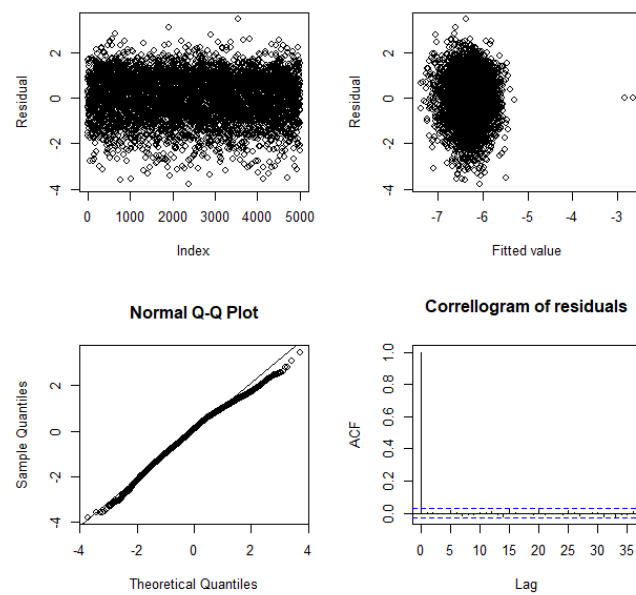 Residual
2
0
-2
-4
0 1000 2000 3000 4000 5000
Index
Residual
2
0
-2
-4
-7 -6 -5 -4 -3
Fitted value
Normal Q-Q Plot
Sample Quantiles
2
0
-2
-4
-4 -2 0 2 4
Theoretical Quantiles
Correllogram of residuals
ACF
1.0
0.8
0.6
0.4
0.2
0.0
0 5 10 15 20 25 30 35
Lag